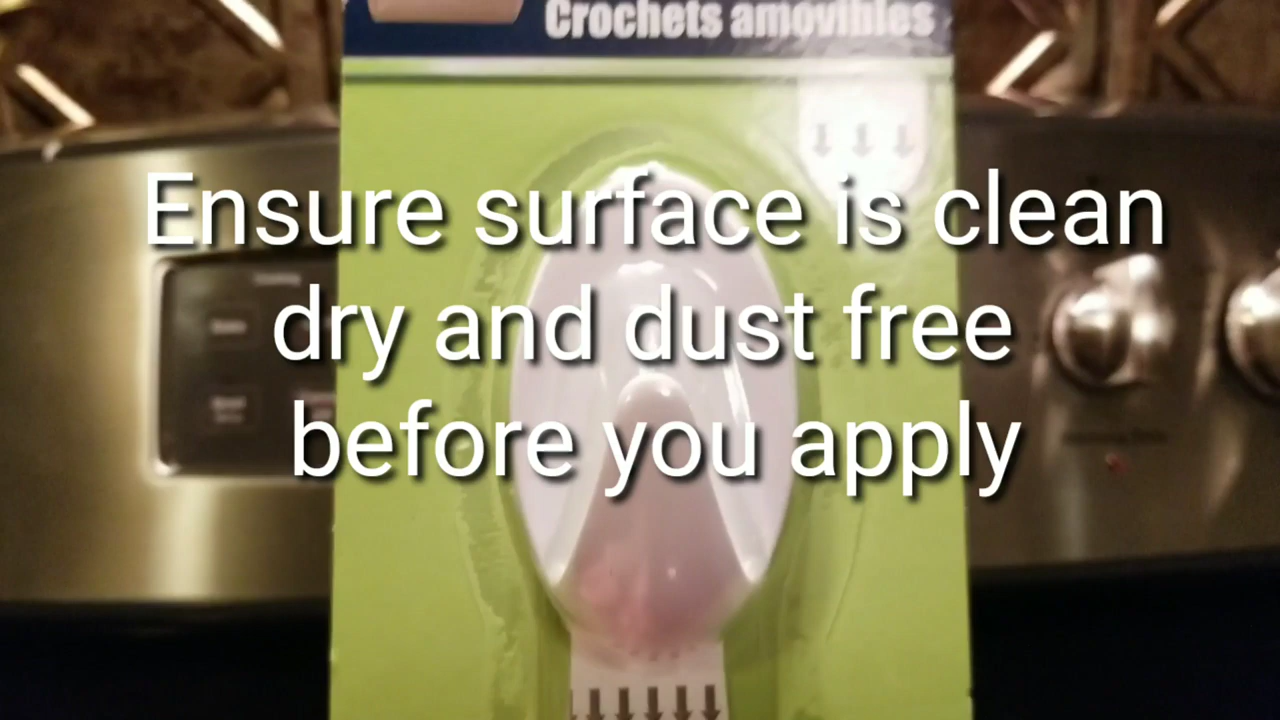 Crochets amovibles
Ensure surface is clean
dry and dust free
before you apply